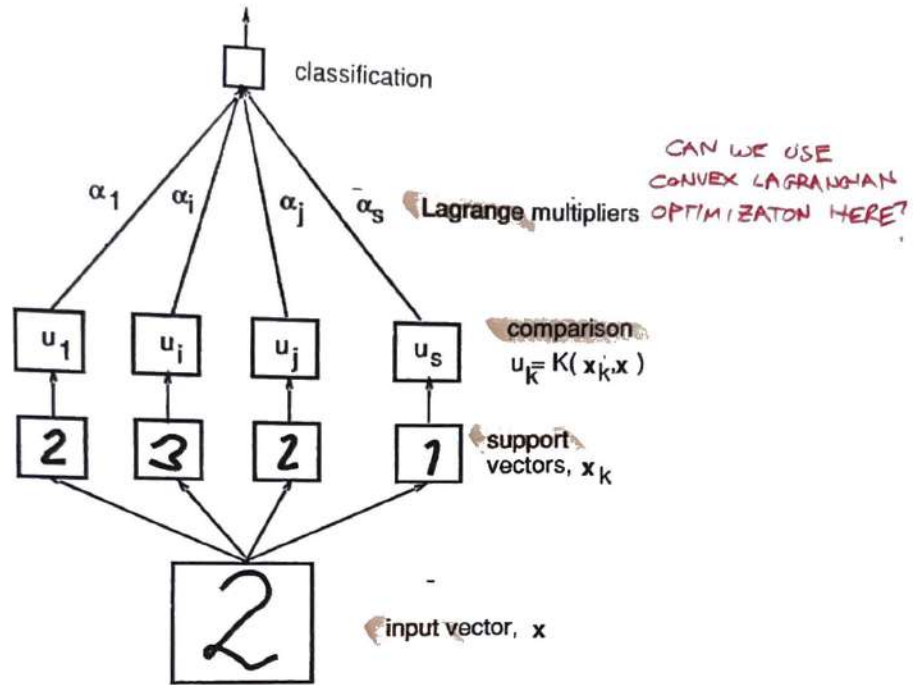 classification
α1 αi αj αs
Lagrange multipliers
CAN WE USE
CONVEX LAGRANGIAN
OPTIMIZATON HERE?
u1 ui uj us
comparison
uk = K( xk, x )
2 3 2 1
support
vectors, xk
2
input vector, x